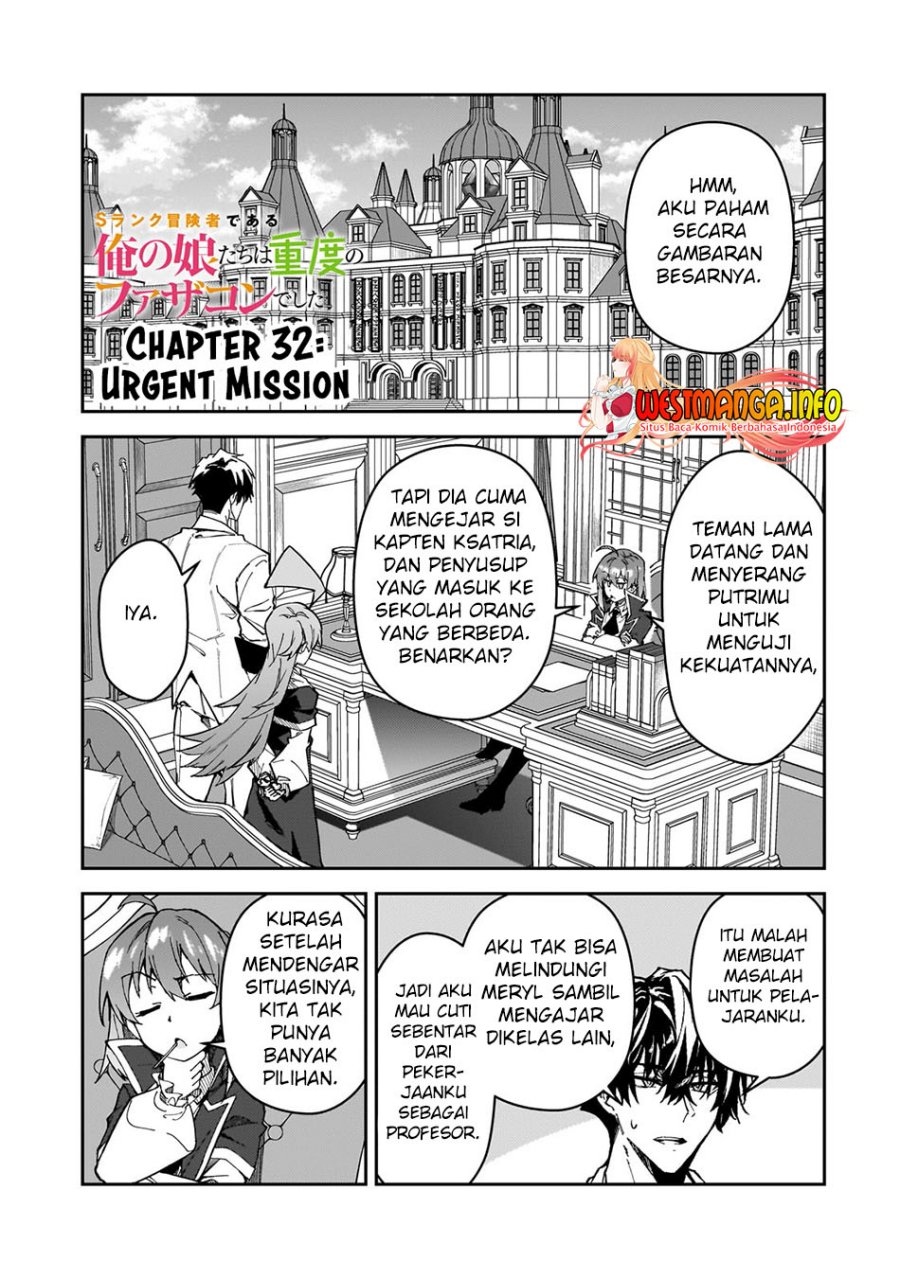 HMM,
AKU PAHAM
SECARA
GAMBARAN
BESARNYA.
Sランク冒険者である
俺の娘たちは重度の
ファザコンでした
CHAPTER 32:
URGENT MISSION
WESTMANGA.INFO
Situs Baca Komik Berbahasa Indonesia
TEMAN LAMA
DATANG DAN
MENYERANG
PUTRIMU
UNTUK
MENGUJI
KEKUATANNYA,
TAPI DIA CUMA
MENGEJAR SI
KAPTEN KSATRIA,
DAN PENYUSUP
YANG MASUK KE
SEKOLAH ORANG
YANG BERBEDA.
BENARKAN?
IYA.
ITU MALAH
MEMBUAT
MASALAH
UNTUK PELA-
JARANKU.
AKU TAK BISA
MELINDUNGI
MERYL SAMBIL
MENGAJAR
DIKELAS LAIN,
JADI AKU
MAU CUTI
SEBENTAR
DARI
PEKER-
JAANKU
SEBAGAI
PROFESOR.
KURASA
SETELAH
MENDENGAR
SITUASINYA,
KITA TAK
PUNYA
BANYAK
PILIHAN.